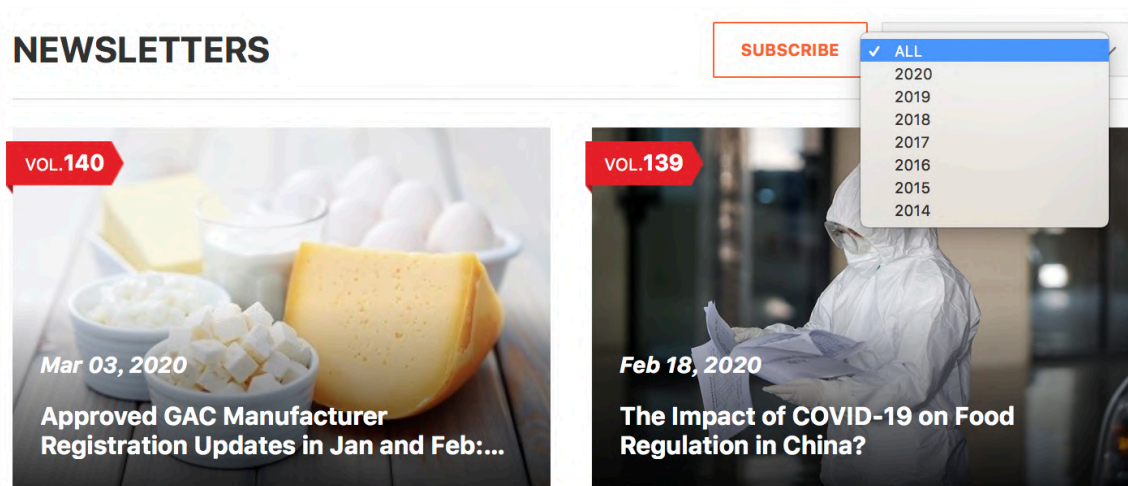 NEWSLETTERS
SUBSCRIBE
✓ ALL
2020
2019
2018
2017
2016
2015
2014
VOL.140
Mar 03, 2020
Approved GAC Manufacturer
Registration Updates in Jan and Feb:...
VOL.139
Feb 18, 2020
The Impact of COVID-19 on Food
Regulation in China?